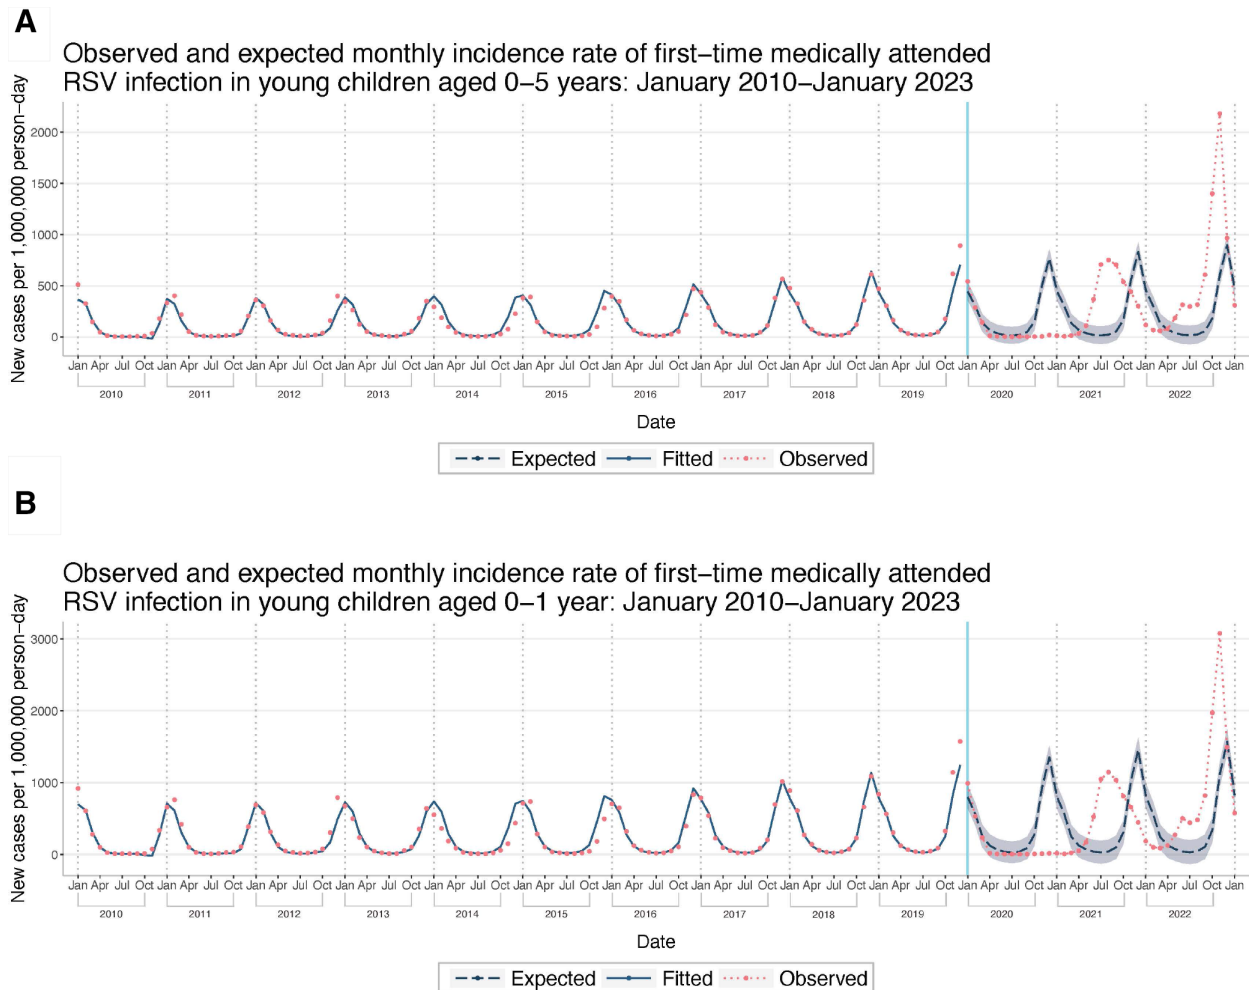 A
Observed and expected monthly incidence rate of first−time medically attended
RSV infection in young children aged 0−5 years: January 2010−January 2023
New cases per 1,000,000 person−day
2000
1500
1000
500
0
Jan Apr Jul Oct Jan Apr Jul Oct Jan Apr Jul Oct Jan Apr Jul Oct Jan Apr Jul Oct Jan Apr Jul Oct Jan Apr Jul Oct Jan Apr Jul Oct Jan Apr Jul Oct Jan Apr Jul Oct Jan Apr Jul Oct Jan Apr Jul Oct Jan Apr Jul Oct Jan
2010 2011 2012 2013 2014 2015 2016 2017 2018 2019 2020 2021 2022
Date
Expected Fitted Observed
B
Observed and expected monthly incidence rate of first−time medically attended
RSV infection in young children aged 0−1 year: January 2010−January 2023
New cases per 1,000,000 person−day
3000
2000
1000
0
Jan Apr Jul Oct Jan Apr Jul Oct Jan Apr Jul Oct Jan Apr Jul Oct Jan Apr Jul Oct Jan Apr Jul Oct Jan Apr Jul Oct Jan Apr Jul Oct Jan Apr Jul Oct Jan Apr Jul Oct Jan Apr Jul Oct Jan Apr Jul Oct Jan Apr Jul Oct Jan
2010 2011 2012 2013 2014 2015 2016 2017 2018 2019 2020 2021 2022
Date
Expected Fitted Observed